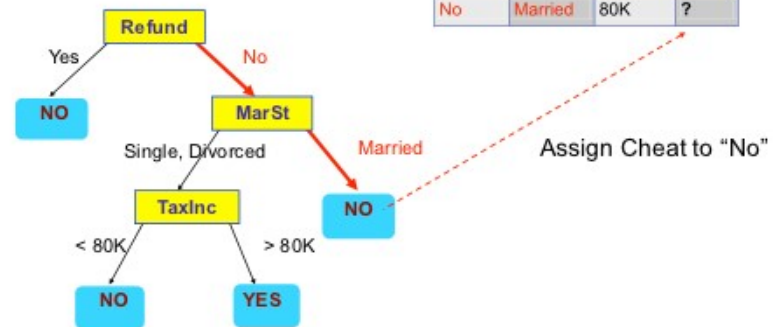 No Married 80K ?
Refund
Yes No
NO MarSt
Single, Divorced Married Assign Cheat to “No”
TaxInc NO
< 80K > 80K
NO YES